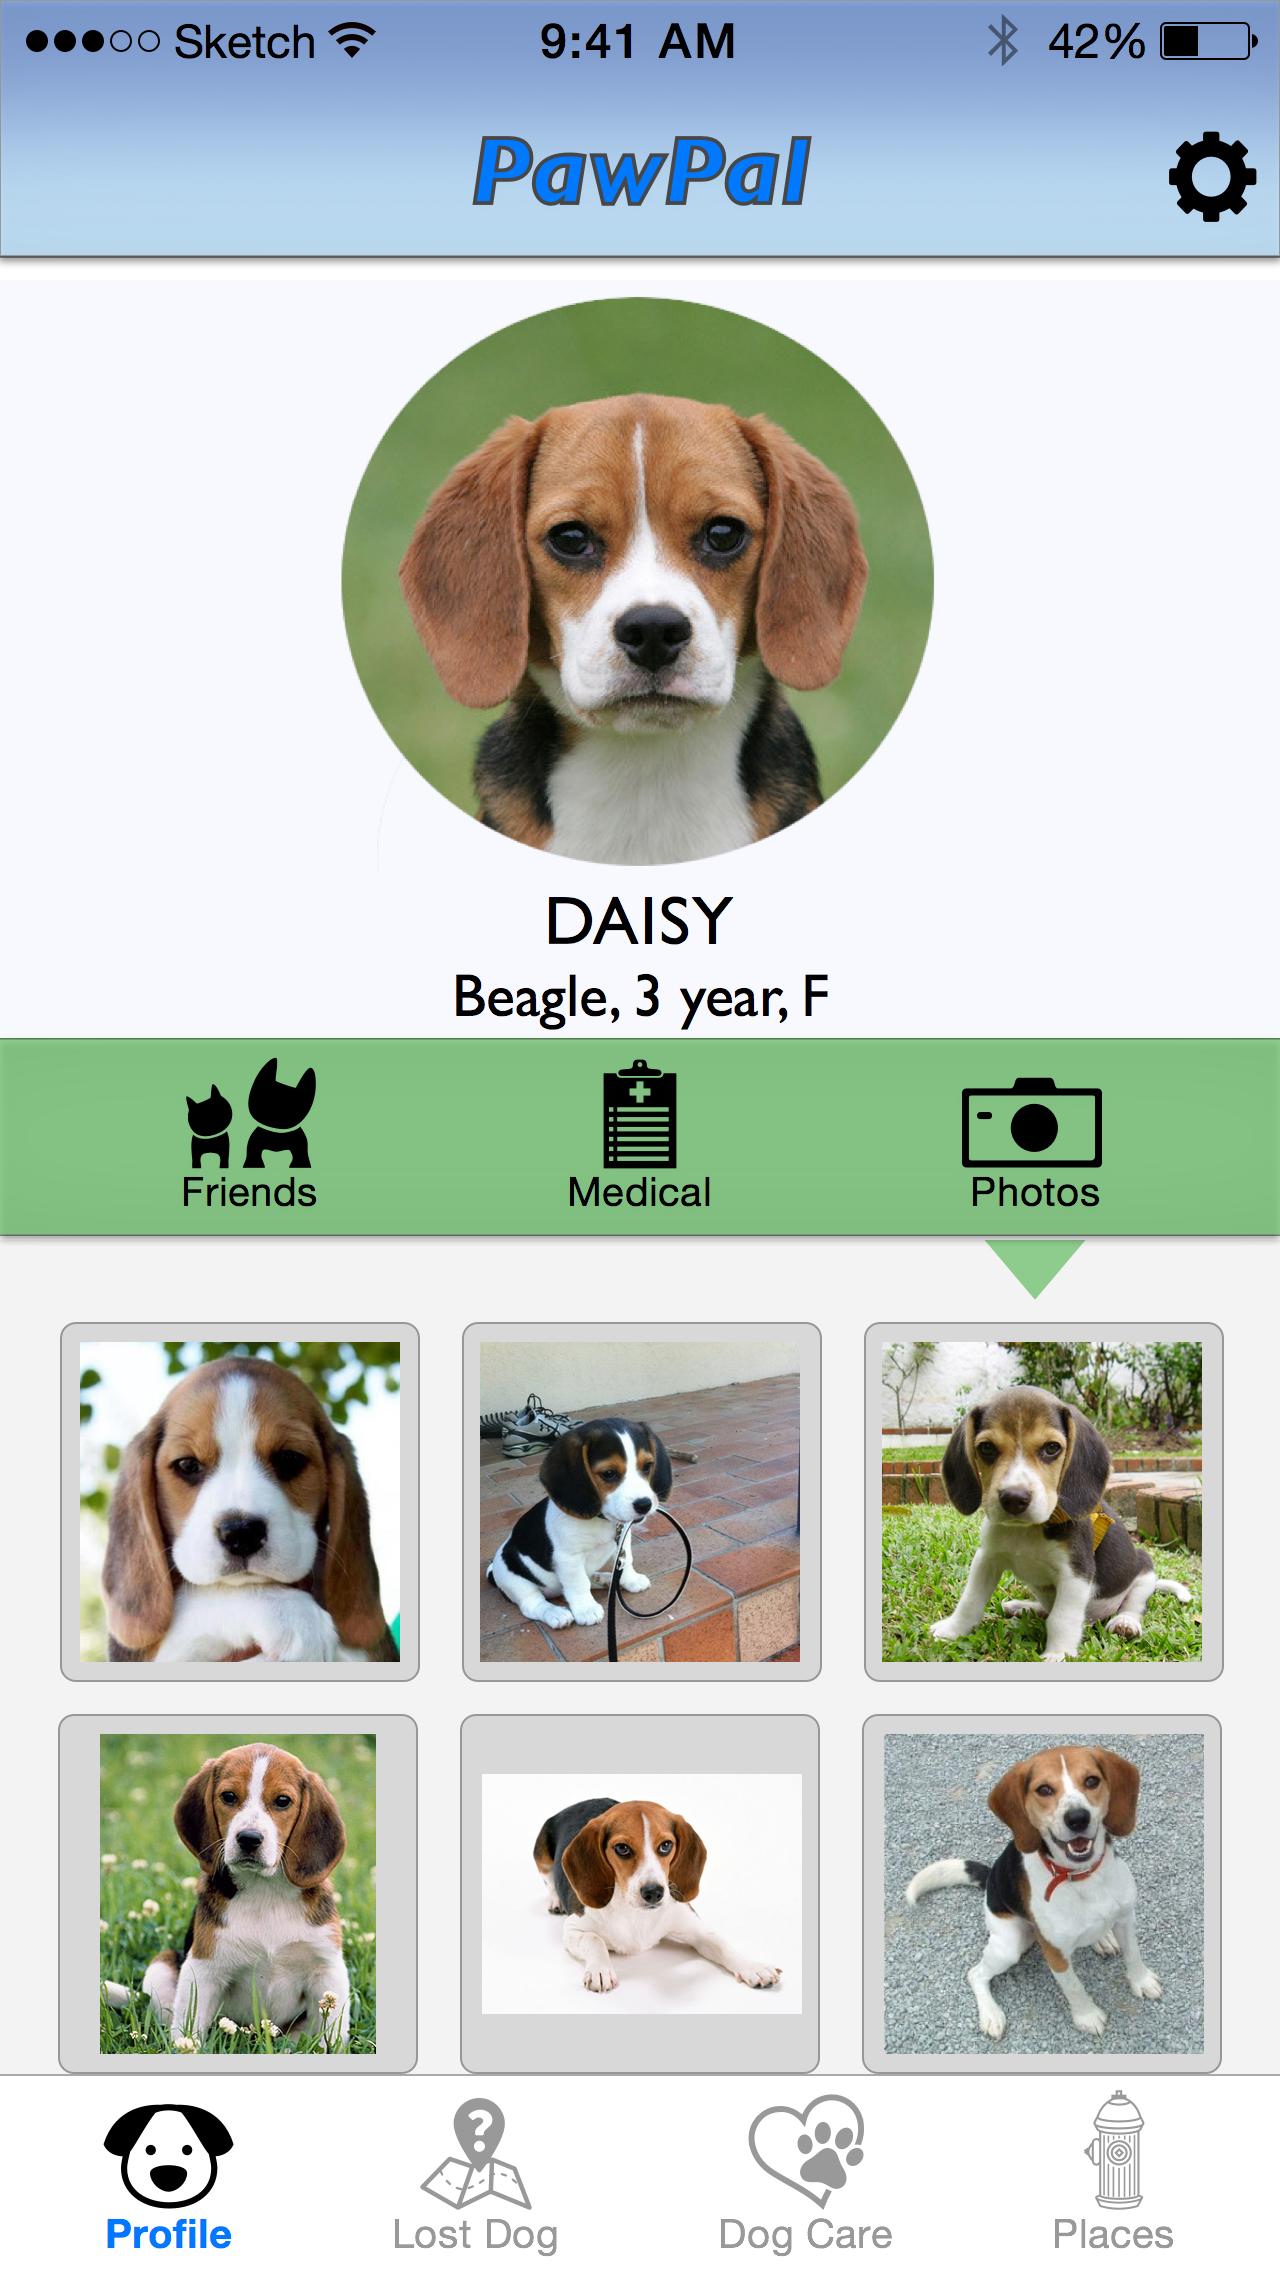 Sketch 9:41 AM 42%
PawPal
DAISY
Beagle, 3 year, F
Friends Medical Photos
?
Profile Lost Dog Dog Care Places